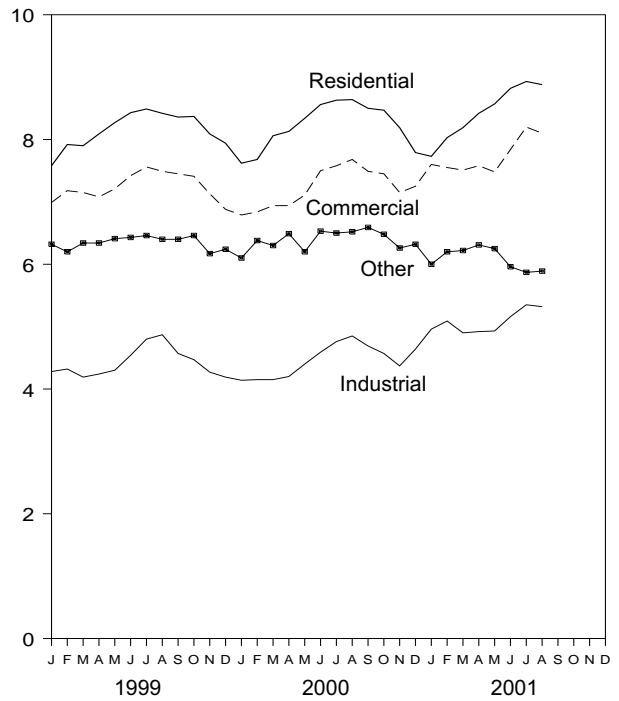 10
Residential
8
Commercial
6
Other
Industrial
4
2
0
J F M A M J J A S O N D J F M A M J J A S O N D J F M A M J J A S O N D
1999 2000 2001